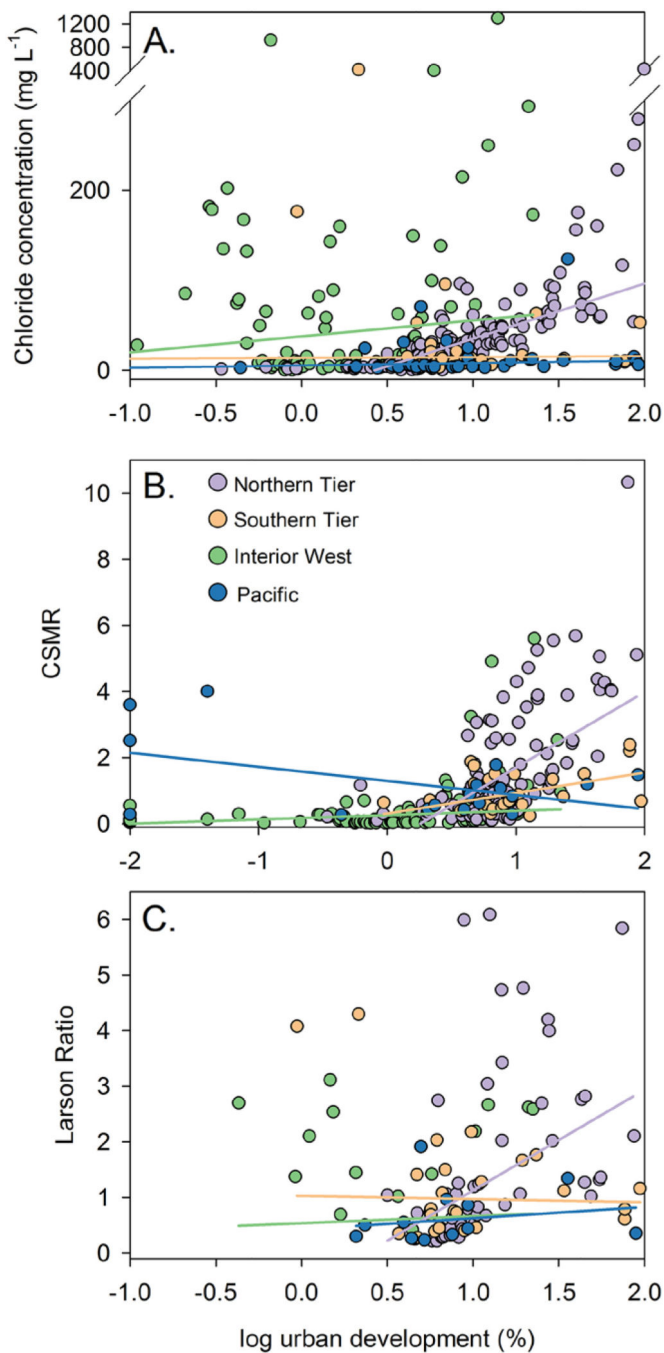 A.
1200
800
400
200
0
Chloride concentration (mg L⁻¹)
-1.0 -0.5 0.0 0.5 1.0 1.5 2.0
B.
Northern Tier
Southern Tier
Interior West
Pacific
10
8
6
4
2
0
CSMR
-2 -1 0 1 2
C.
6
5
4
3
2
1
0
Larson Ratio
-1.0 -0.5 0.0 0.5 1.0 1.5 2.0
log urban development (%)